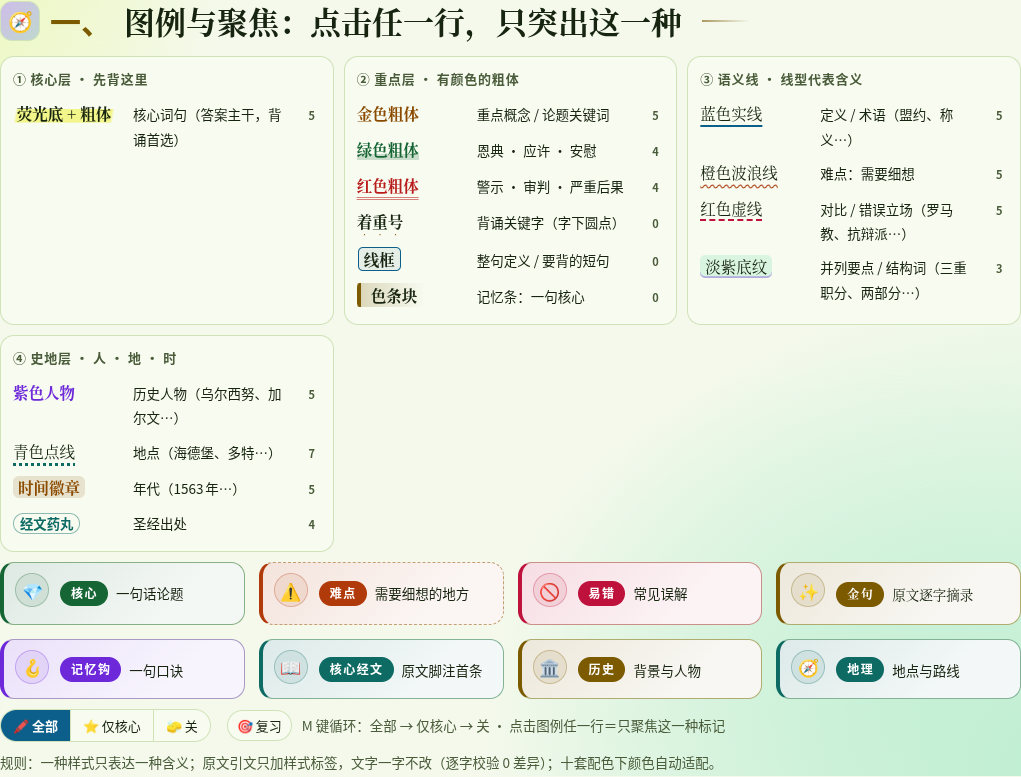 一、 图例与聚焦：点击任一行，只突出这一种
① 核心层 · 先背这里
荧光底＋粗体 核心词句（答案主干，背 5
诵首选）
② 重点层 · 有颜色的粗体
金色粗体 重点概念 / 论题关键词 5
绿色粗体 恩典 · 应许 · 安慰 4
红色粗体 警示 · 审判 · 严重后果 4
着重号 背诵关键字（字下圆点） 0
线框 整句定义 / 要背的短句 0
色条块 记忆条：一句核心 0
③ 语义线 · 线型代表含义
蓝色实线 定义 / 术语（盟约、称 5
义…）
橙色波浪线 难点：需要细想 5
红色虚线 对比 / 错误立场（罗马 5
教、抗辩派…）
淡紫底纹 并列要点 / 结构词（三重 3
职分、两部分…）
④ 史地层 · 人 · 地 · 时
紫色人物 历史人物（乌尔西努、加 5
尔文…）
青色点线 地点（海德堡、多特…） 7
时间徽章 年代（1563 年…） 5
经文药丸 圣经出处 4
核心 一句话论题
难点 需要细想的地方
易错 常见误解
金句 原文逐字摘录
记忆钩 一句口诀
核心经文 原文脚注首条
历史 背景与人物
地理 地点与路线
全部 仅核心 关 复习 M 键循环：全部 → 仅核心 → 关 · 点击图例任一行＝只聚焦这一种标记
规则：一种样式只表达一种含义；原文引文只加样式标签，文字一字不改（逐字校验 0 差异）；十套配色下颜色自动适配。